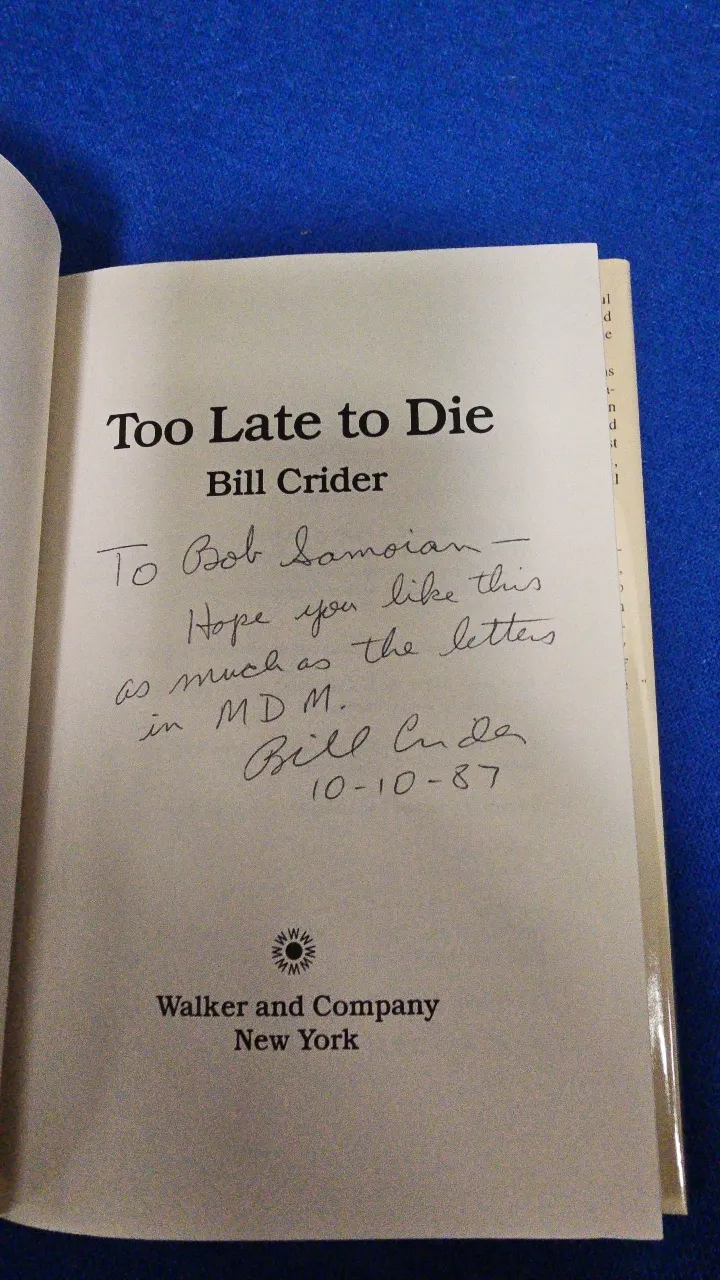 Too Late to Die
Bill Crider
To Bob Samoian —
Hope you like this
as much as the letters
in MDM.
Bill Crider
10-10-87
Walker and Company
New York